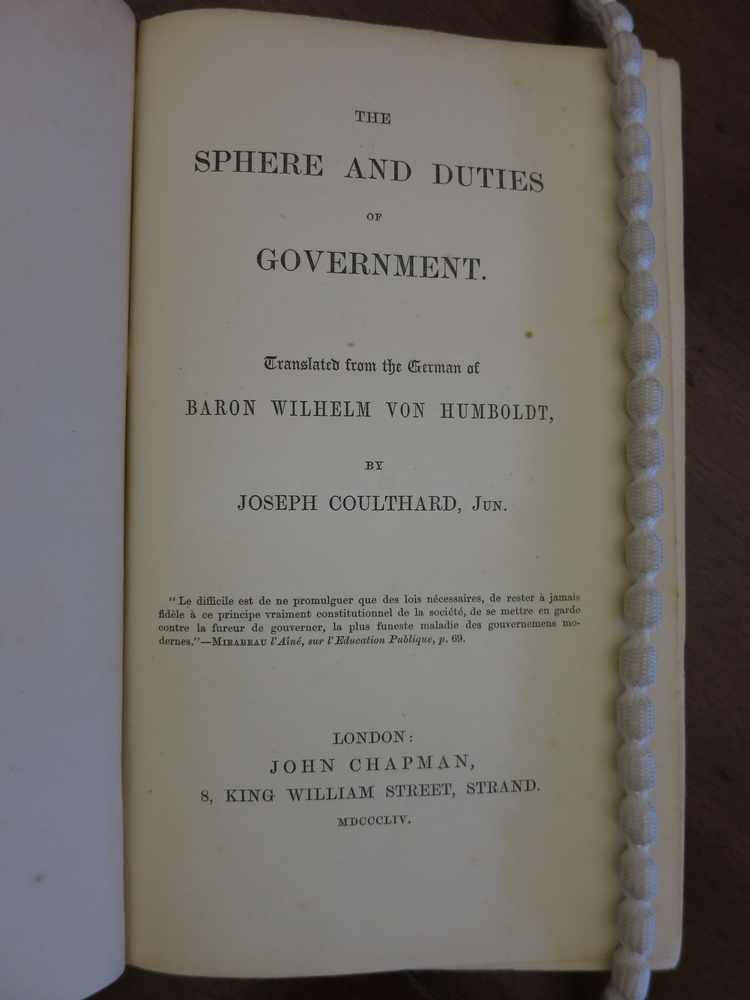 THE
SPHERE AND DUTIES
OF
GOVERNMENT.
Translated from the German of
BARON WILHELM VON HUMBOLDT,
BY
JOSEPH COULTHARD, Jun.
“Le difficile est de ne promulguer que des lois nécessaires, de rester à jamais
fidèle à ce principe vraiment constitutionnel de la société, de se mettre en garde
contre la fureur de gouverner, la plus funeste maladie des gouvernemens mo-
dernes.”—Mirabeau l'Aîné, sur l'Education Publique, p. 69.
LONDON:
JOHN CHAPMAN,
8, KING WILLIAM STREET, STRAND.
MDCCCLIV.